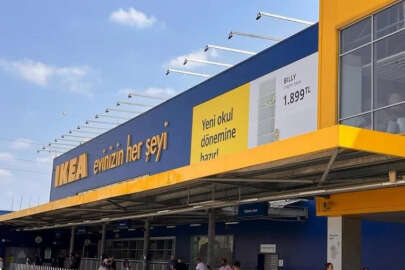 IKEA evinizin her şeyi
Yeni okul
dönemine
hazır!
BILLY
1.899TL